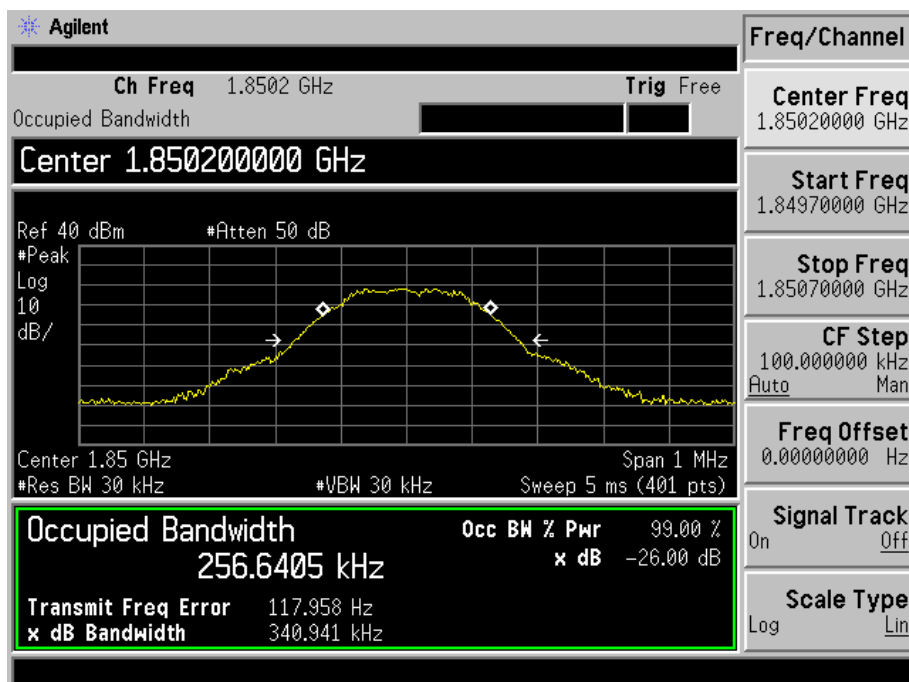 Agilent
Ch Freq 1.8502 GHz Trig Free
Occupied Bandwidth
Center 1.850200000 GHz
Ref 40 dBm #Atten 50 dB
#Peak
Log
10
dB/
Center 1.85 GHz Span 1 MHz
#Res BW 30 kHz #VBW 30 kHz Sweep 5 ms (401 pts)
Occupied Bandwidth Occ BW % Pwr 99.00 %
256.6405 kHz x dB -26.00 dB
Transmit Freq Error 117.958 Hz
x dB Bandwidth 340.941 kHz
Freq/Channel
Center Freq
1.85020000 GHz
Start Freq
1.84970000 GHz
Stop Freq
1.85070000 GHz
CF Step
100.000000 kHz
Auto Man
Freq Offset
0.00000000 Hz
Signal Track
On Off
Scale Type
Log Lin